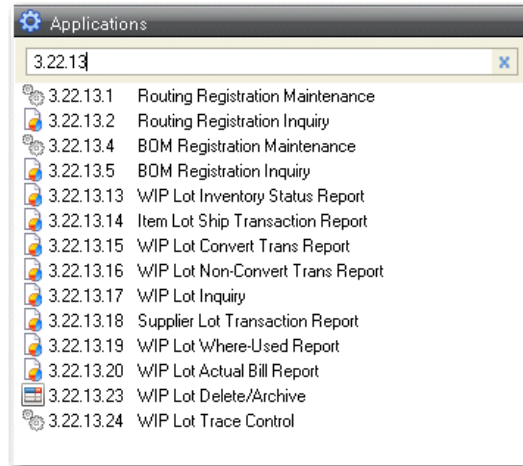 Applications
3.22.13
3.22.13.1 Routing Registration Maintenance
3.22.13.2 Routing Registration Inquiry
3.22.13.4 BOM Registration Maintenance
3.22.13.5 BOM Registration Inquiry
3.22.13.13 WIP Lot Inventory Status Report
3.22.13.14 Item Lot Ship Transaction Report
3.22.13.15 WIP Lot Convert Trans Report
3.22.13.16 WIP Lot Non-Convert Trans Report
3.22.13.17 WIP Lot Inquiry
3.22.13.18 Supplier Lot Transaction Report
3.22.13.19 WIP Lot Where-Used Report
3.22.13.20 WIP Lot Actual Bill Report
3.22.13.23 WIP Lot Delete/Archive
3.22.13.24 WIP Lot Trace Control